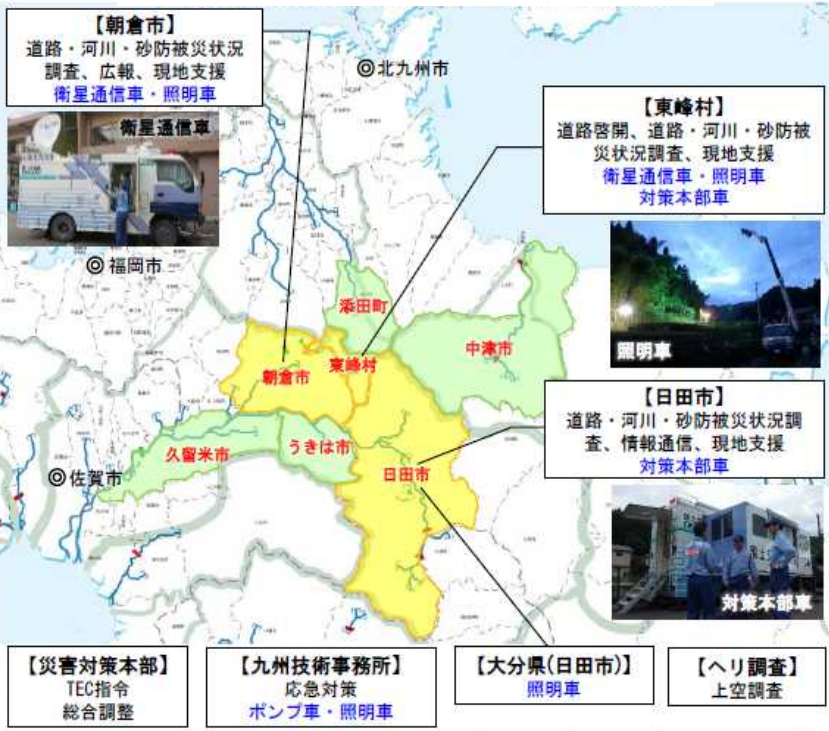 【朝倉市】
道路・河川・砂防被災状況
調査、広報、現地支援
衛星通信車・照明車
衛星通信車
◎北九州市
【東峰村】
道路啓開、道路・河川・砂防被
災状況調査、現地支援
衛星通信車・照明車
対策本部車
◎福岡市
照明車
添田町
中津市
東峰村
朝倉市
【日田市】
道路・河川・砂防被災状況調
査、情報通信、現地支援
対策本部車
久留米市
うきは市
日田市
◎佐賀市
対策本部車
【災害対策本部】
TEC指令
総合調整
【九州技術事務所】
応急対策
ポンプ車・照明車
【大分県(日田市)】
照明車
【ヘリ調査】
上空調査